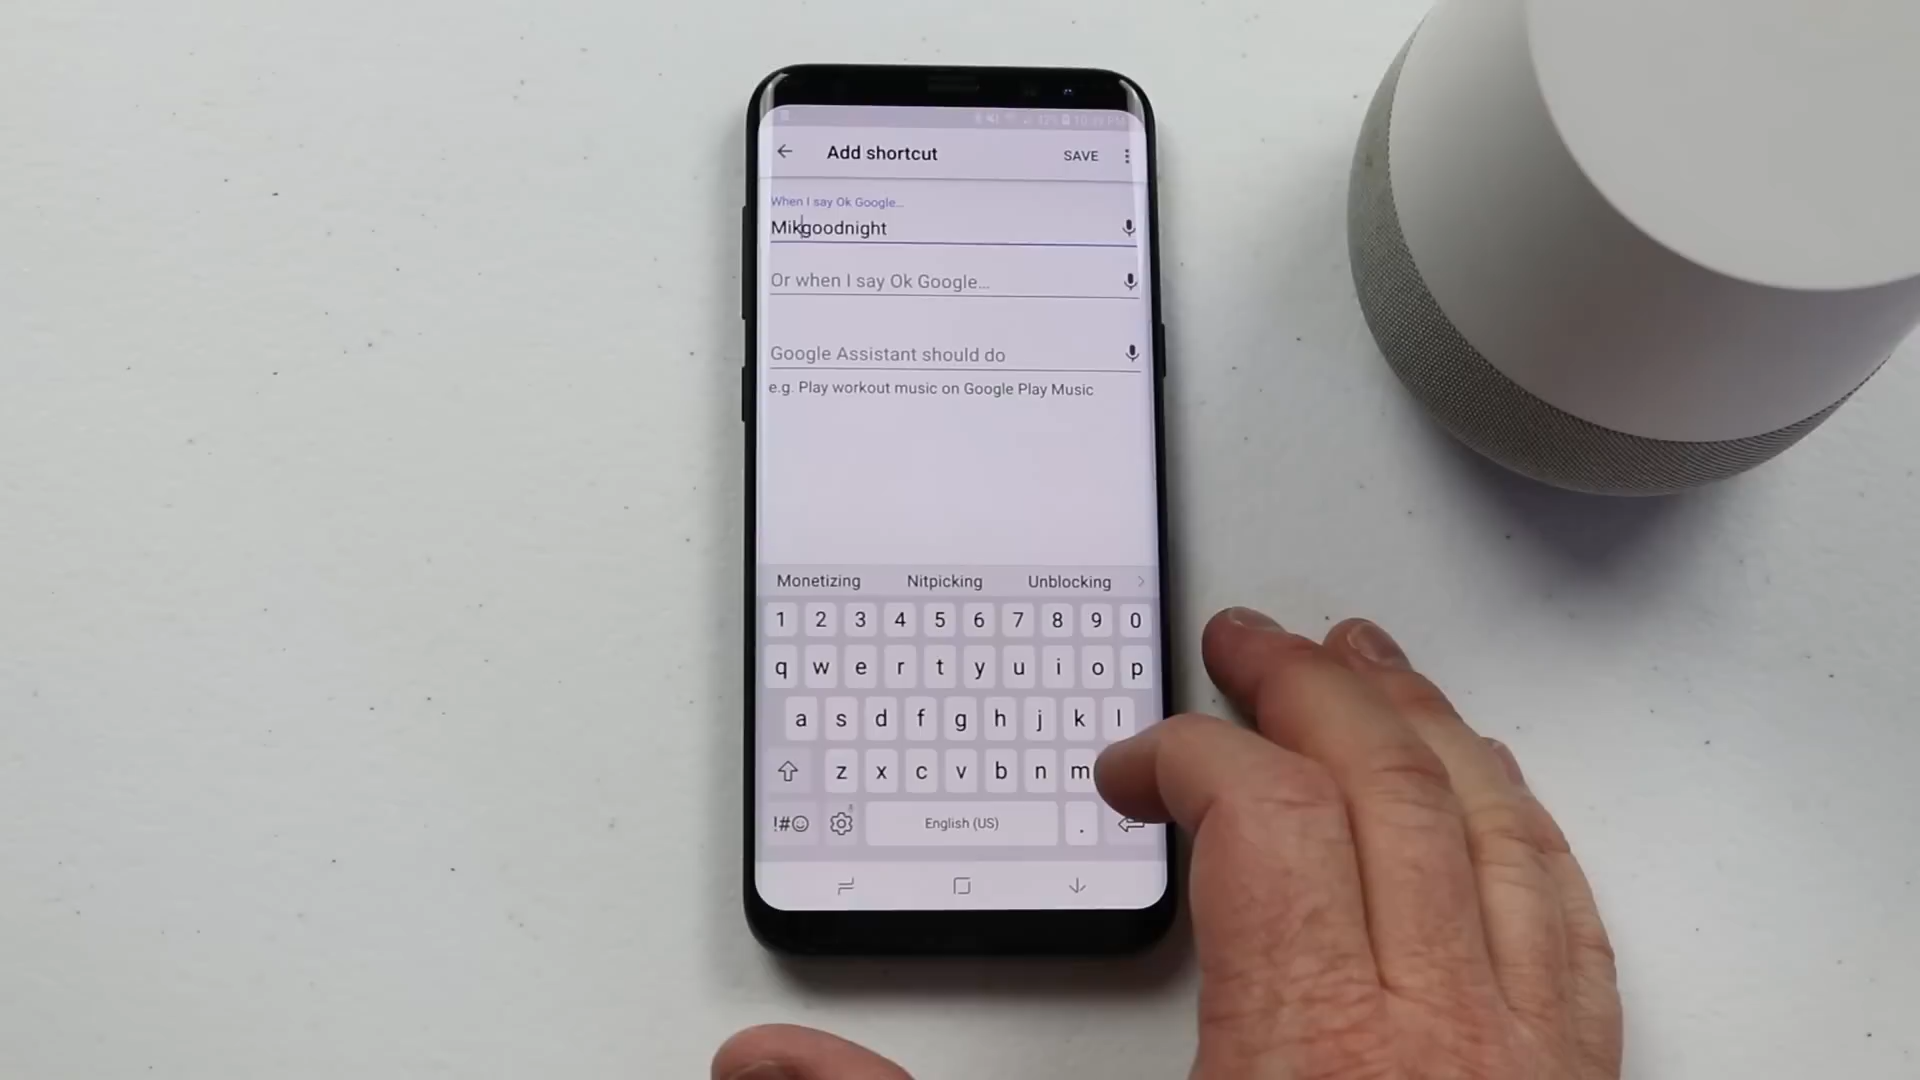 Add shortcut SAVE
When I say Ok Google...
Mikgoodnight
Or when I say Ok Google...
Google Assistant should do
e.g. Play workout music on Google Play Music
Monetizing Nitpicking Unblocking
1 2 3 4 5 6 7 8 9 0
q w e r t y u i o p
a s d f g h j k l
z x c v b n m
!#☺ English (US) .